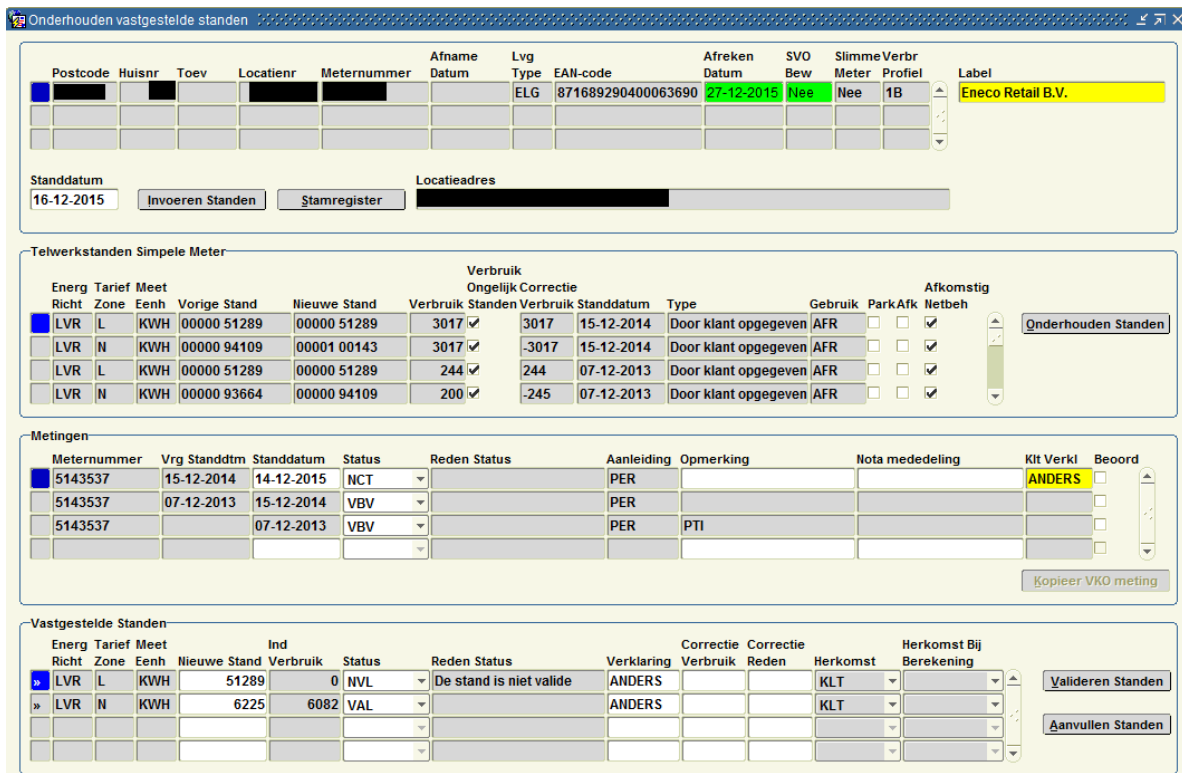 Onderhouden vastgestelde standen
Afname Lvg Afreken SVO Slimme Verbr
Postcode Huisnr Toev Locatienr Meternummer Datum Type EAN-code Datum Bew Meter Profiel Label
ELG 871689290400063690 27-12-2015 Nee Nee 1B Eneco Retail B.V.
Standdatum Locatieadres
16-12-2015 Invoeren Standen Stamregister
Telwerkstanden Simpele Meter
Verbruik
Energ Tarief Meet Ongelijk Correctie Afkomstig
Richt Zone Eenh Vorige Stand Nieuwe Stand Verbruik Standen Verbruik Standdatum Type Gebruik Park Afk Netbeh
LVR L KWH 00000 51289 00000 51289 3017 3017 15-12-2014 Door klant opgegeven AFR Onderhouden Standen
LVR N KWH 00000 94109 00001 00143 3017 -3017 15-12-2014 Door klant opgegeven AFR
LVR L KWH 00000 51289 00000 51289 244 244 07-12-2013 Door klant opgegeven AFR
LVR N KWH 00000 93664 00000 94109 200 -245 07-12-2013 Door klant opgegeven AFR
Metingen
Meternummer Vrg Standdtm Standdatum Status Reden Status Aanleiding Opmerking Nota mededeling Klt Verkl Beoord
5143537 15-12-2014 14-12-2015 NCT PER ANDERS
5143537 07-12-2013 15-12-2014 VBV PER
5143537 07-12-2013 VBV PER PTI
Kopieer VKO meting
Vastgestelde Standen
Energ Tarief Meet Ind Correctie Correctie Herkomst Bij
Richt Zone Eenh Nieuwe Stand Verbruik Status Reden Status Verklaring Verbruik Reden Herkomst Berekening
» LVR L KWH 51289 0 NVL De stand is niet valide ANDERS KLT Valideren Standen
» LVR N KWH 6225 6082 VAL ANDERS KLT
Aanvullen Standen